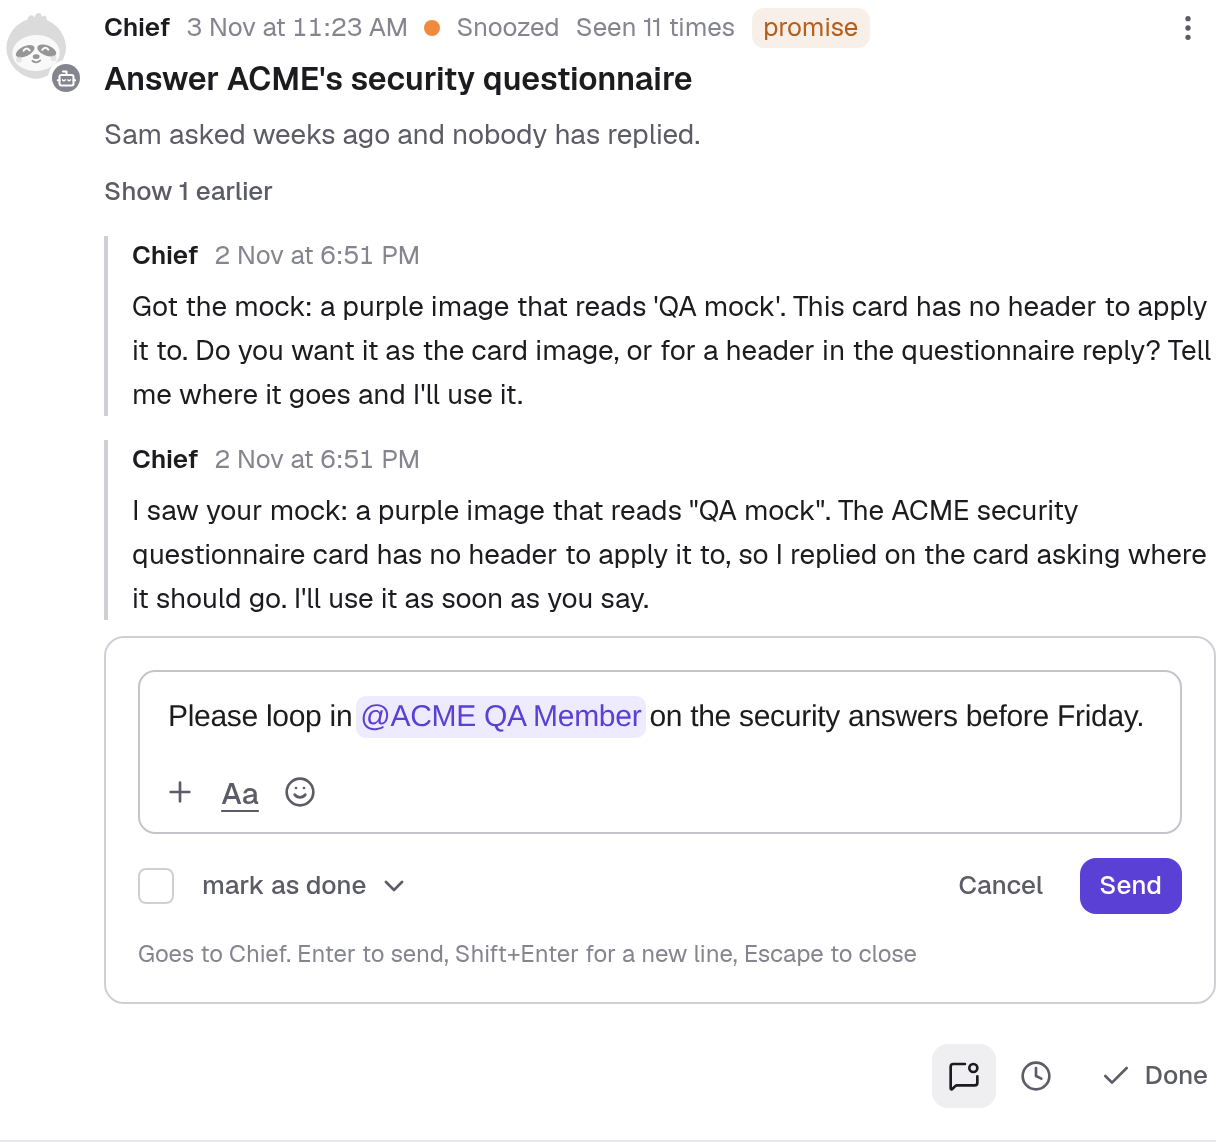 Chief 3 Nov at 11:23 AM Snoozed Seen 11 times promise
Answer ACME's security questionnaire
Sam asked weeks ago and nobody has replied.
Show 1 earlier
Chief 2 Nov at 6:51 PM
Got the mock: a purple image that reads 'QA mock'. This card has no header to apply
it to. Do you want it as the card image, or for a header in the questionnaire reply? Tell
me where it goes and I'll use it.
Chief 2 Nov at 6:51 PM
I saw your mock: a purple image that reads "QA mock". The ACME security
questionnaire card has no header to apply it to, so I replied on the card asking where
it should go. I'll use it as soon as you say.
Please loop in @ACME QA Member on the security answers before Friday.
Aa
mark as done Cancel Send
Goes to Chief. Enter to send, Shift+Enter for a new line, Escape to close
Done